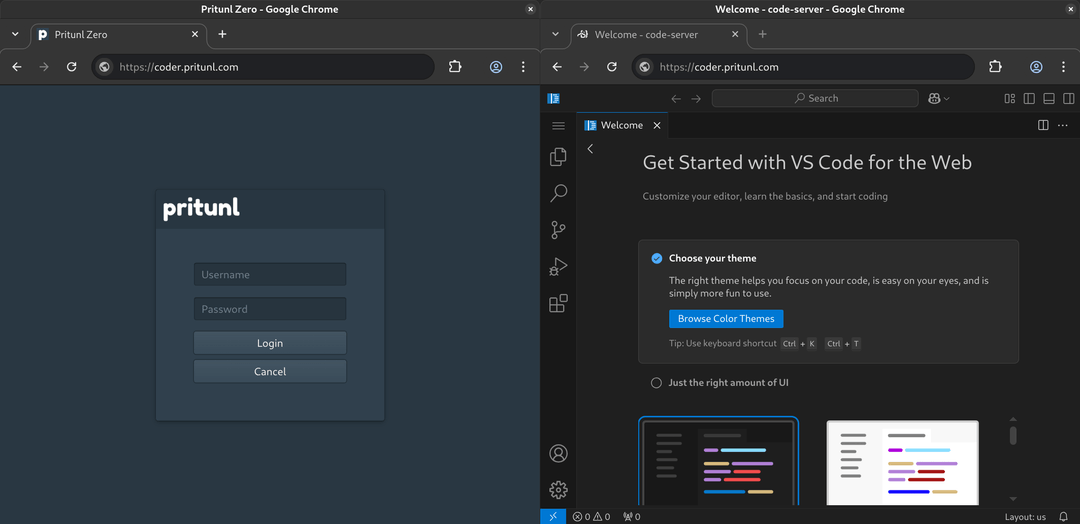 Pritunl Zero - Google Chrome
Pritunl Zero
https://coder.pritunl.com
pritunl
Username
Password
Login
Cancel
Welcome - code-server - Google Chrome
Welcome - code-server
https://coder.pritunl.com
Search
Welcome
Get Started with VS Code for the Web
Customize your editor, learn the basics, and start coding
Choose your theme
The right theme helps you focus on your code, is easy on your eyes, and is
simply more fun to use.
Browse Color Themes
Tip: Use keyboard shortcut Ctrl + K Ctrl + T
Just the right amount of UI
0 0 0 Layout: us